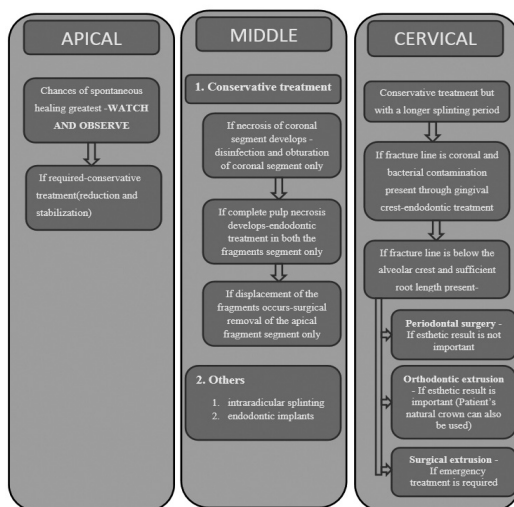 APICAL
Chances of spontaneous
healing greatest -WATCH
AND OBSERVE
If required-conservative
treatment(reduction and
stabilization)
MIDDLE
1. Conservative treatment
If necrosis of coronal
segment develops -
disinfection and obturation
of coronal segment only
If complete pulp necrosis
develops-endodontic
treatment in both the
fragments segment only
If displacement of the
fragments occurs-surgical
removal of the apical
fragment segment only
2. Others
1. intraradicular splinting
2. endodontic implants
CERVICAL
Conservative treatment but
with a longer splinting period
If fracture line is coronal and
bacterial contamination
present through gingival
crest-endodontic treatment
If fracture line is below the
alveolar crest and sufficient
root length present-
Periodontal surgery -
If esthetic result is not
important
Orthodontic extrusion
- If esthetic result is
important (Patient's
natural crown can also
be used)
Surgical extrusion -
If emergency
treatment is required